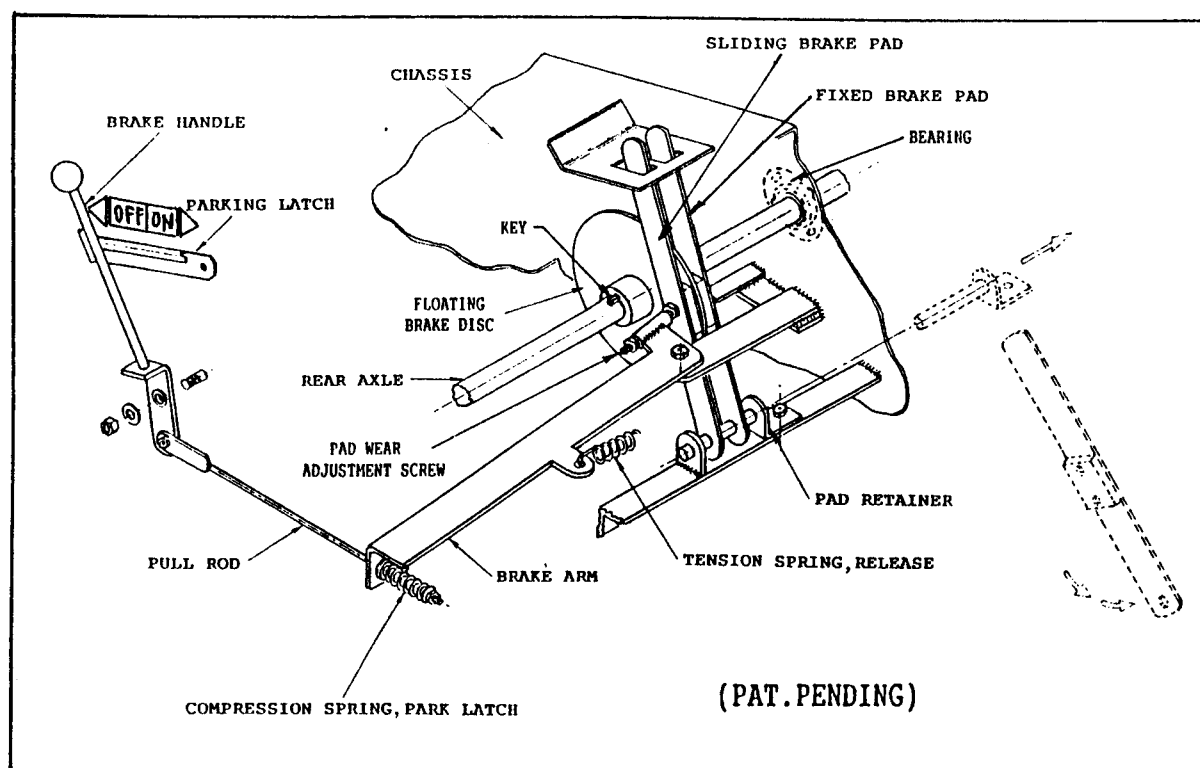 SLIDING BRAKE PAD
CHASSIS
FIXED BRAKE PAD
BRAKE HANDLE
BEARING
OFF ON
PARKING LATCH
KEY
FLOATING
BRAKE DISC
REAR AXLE
PAD WEAR
ADJUSTMENT SCREW
PAD RETAINER
PULL ROD
BRAKE ARM
TENSION SPRING, RELEASE
COMPRESSION SPRING, PARK LATCH
(PAT. PENDING)